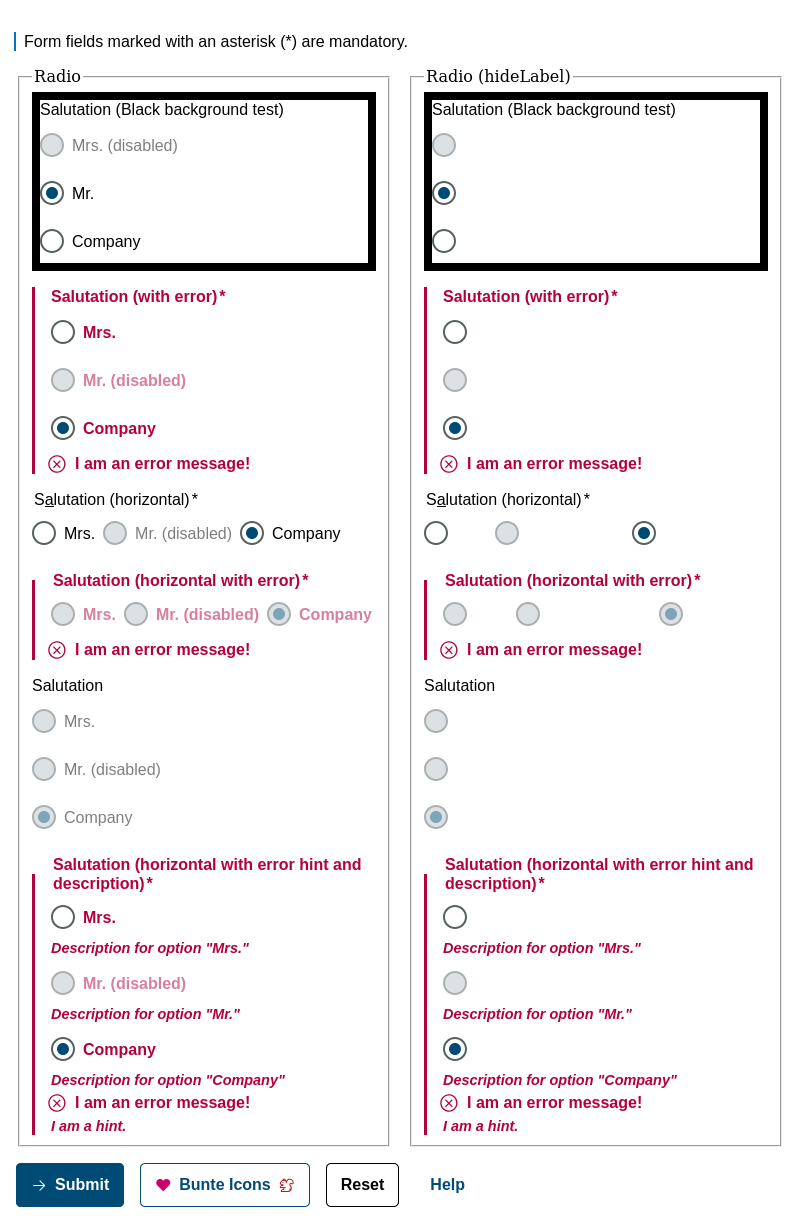 Form fields marked with an asterisk (*) are mandatory.
Radio
Salutation (Black background test)
Mrs. (disabled)
Mr.
Company
Salutation (with error)*
Mrs.
Mr. (disabled)
Company
I am an error message!
Salutation (horizontal)*
Mrs. Mr. (disabled) Company
Salutation (horizontal with error)*
Mrs. Mr. (disabled) Company
I am an error message!
Salutation
Mrs.
Mr. (disabled)
Company
Salutation (horizontal with error hint and
description)*
Mrs.
Description for option "Mrs."
Mr. (disabled)
Description for option "Mr."
Company
Description for option "Company"
I am an error message!
I am a hint.
Radio (hideLabel)
Salutation (Black background test)
Salutation (with error)*
I am an error message!
Salutation (horizontal)*
Salutation (horizontal with error)*
I am an error message!
Salutation
Salutation (horizontal with error hint and
description)*
Description for option "Mrs."
Description for option "Mr."
Description for option "Company"
I am an error message!
I am a hint.
Submit Bunte Icons Reset Help